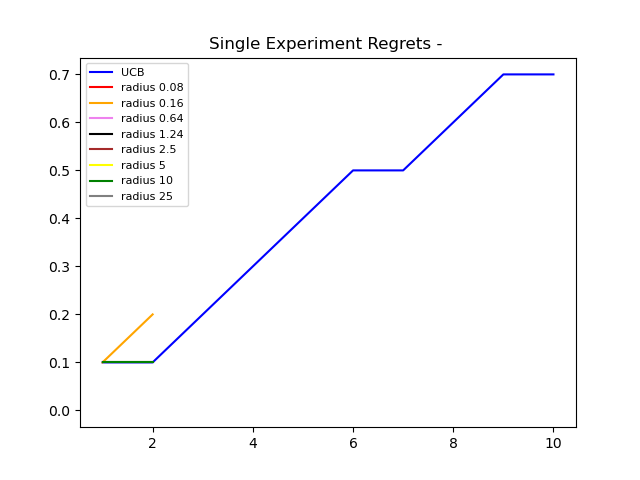 Single Experiment Regrets -
UCB
radius 0.08
radius 0.16
radius 0.64
radius 1.24
radius 2.5
radius 5
radius 10
radius 25
0.7
0.6
0.5
0.4
0.3
0.2
0.1
0.0
2 4 6 8 10